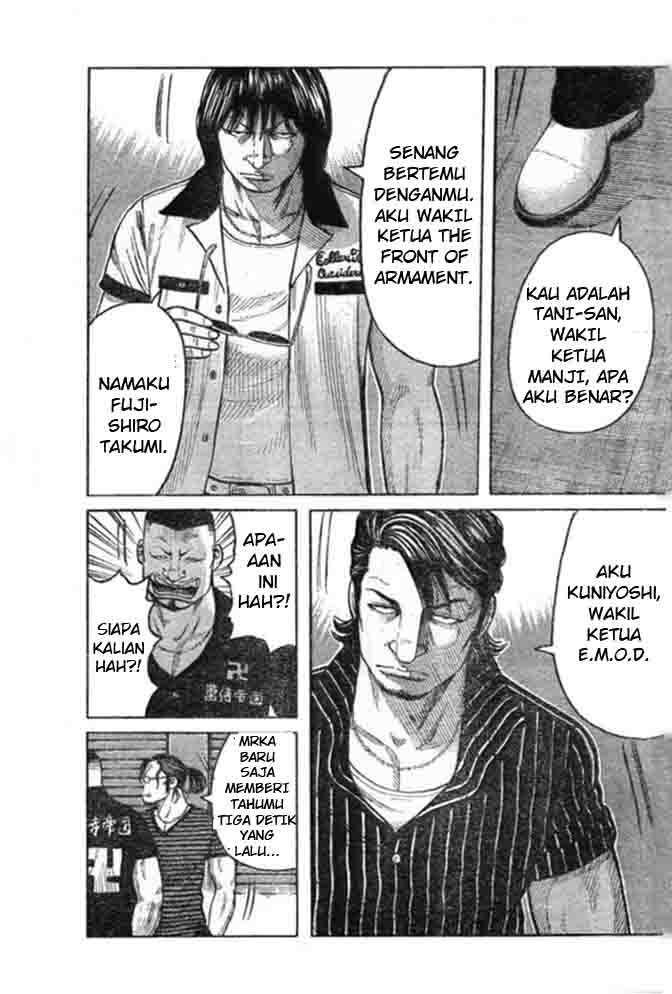 KAU ADALAH
TANI-SAN,
WAKIL
KETUA
MANJI, APA
AKU BENAR?
SENANG
BERTEMU
DENGANMU.
AKU WAKIL
KETUA THE
FRONT OF
ARMAMENT.
NAMAKU
FUJI-
SHIRO
TAKUMI.
AKU
KUNIYOSHI,
WAKIL
KETUA
E.M.O.D.
APA-
AAN
INI
HAH?!
SIAPA
KALIAN
HAH?!
卍
MRKA
BARU
SAJA
MEMBERI
TAHUMU
TIGA DETIK
YANG
LALU...
卍